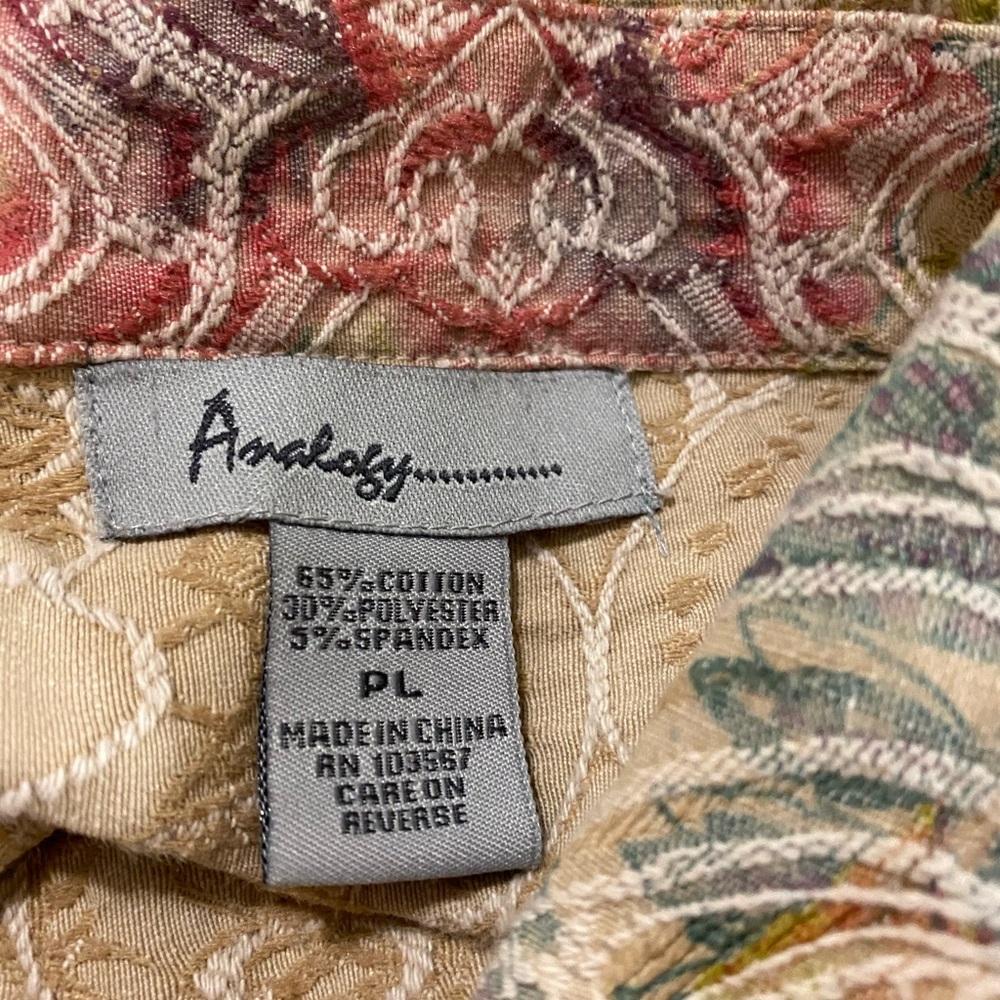 Analogy.............
65% COTTON
30% POLYESTER
5% SPANDEX
PL
MADE IN CHINA
RN 103567
CARE ON
REVERSE